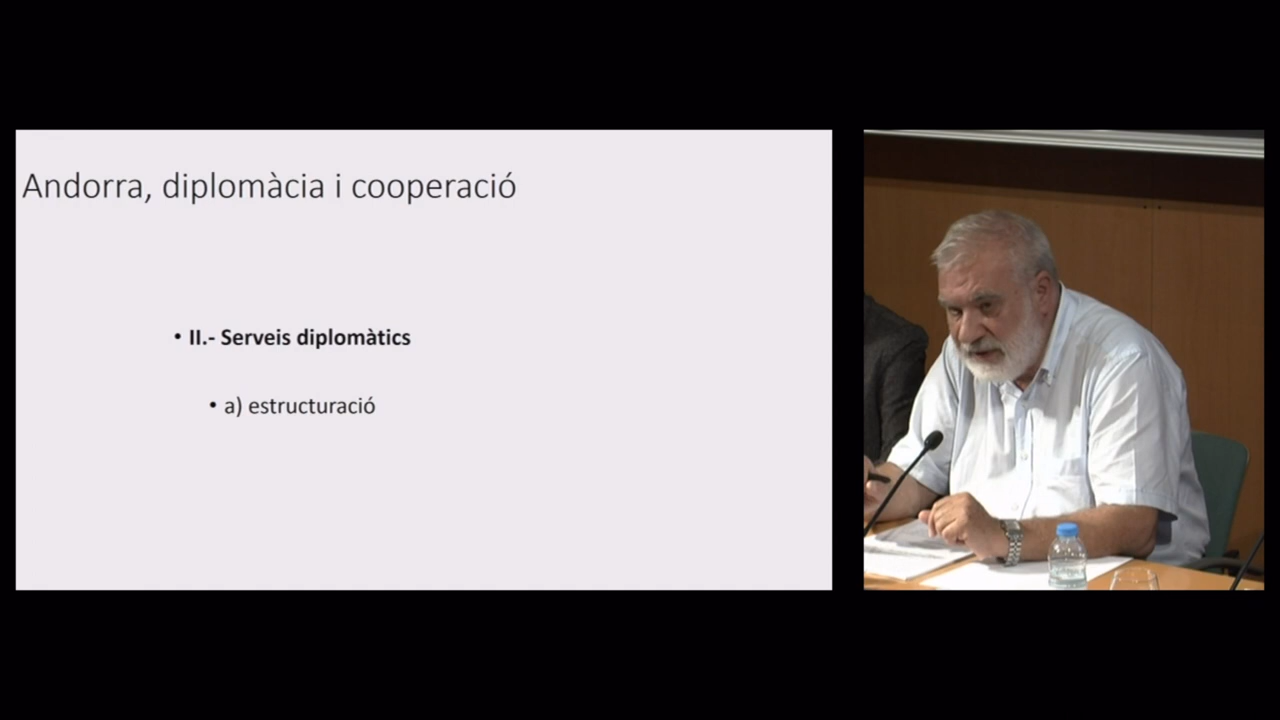 Andorra, diplomàcia i cooperació
• II.- Serveis diplomàtics
• a) estructuració